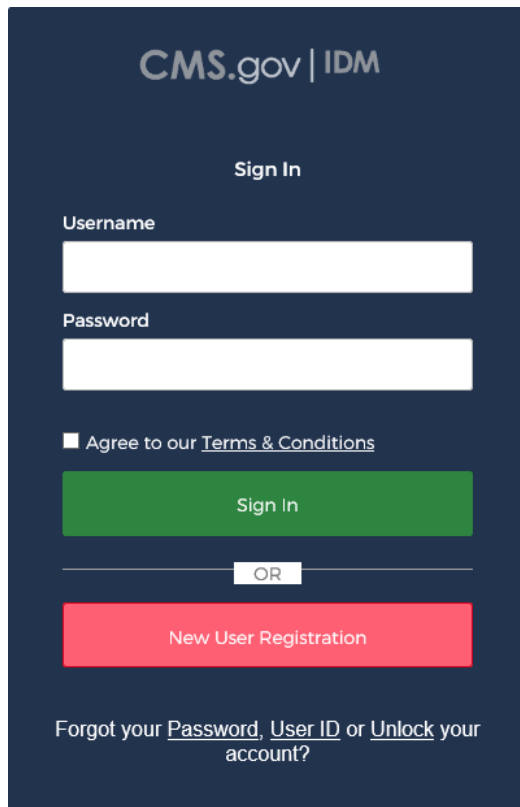 CMS.gov | IDM
Sign In
Username
Password
Agree to our Terms & Conditions
Sign In
OR
New User Registration
Forgot your Password, User ID or Unlock your
account?